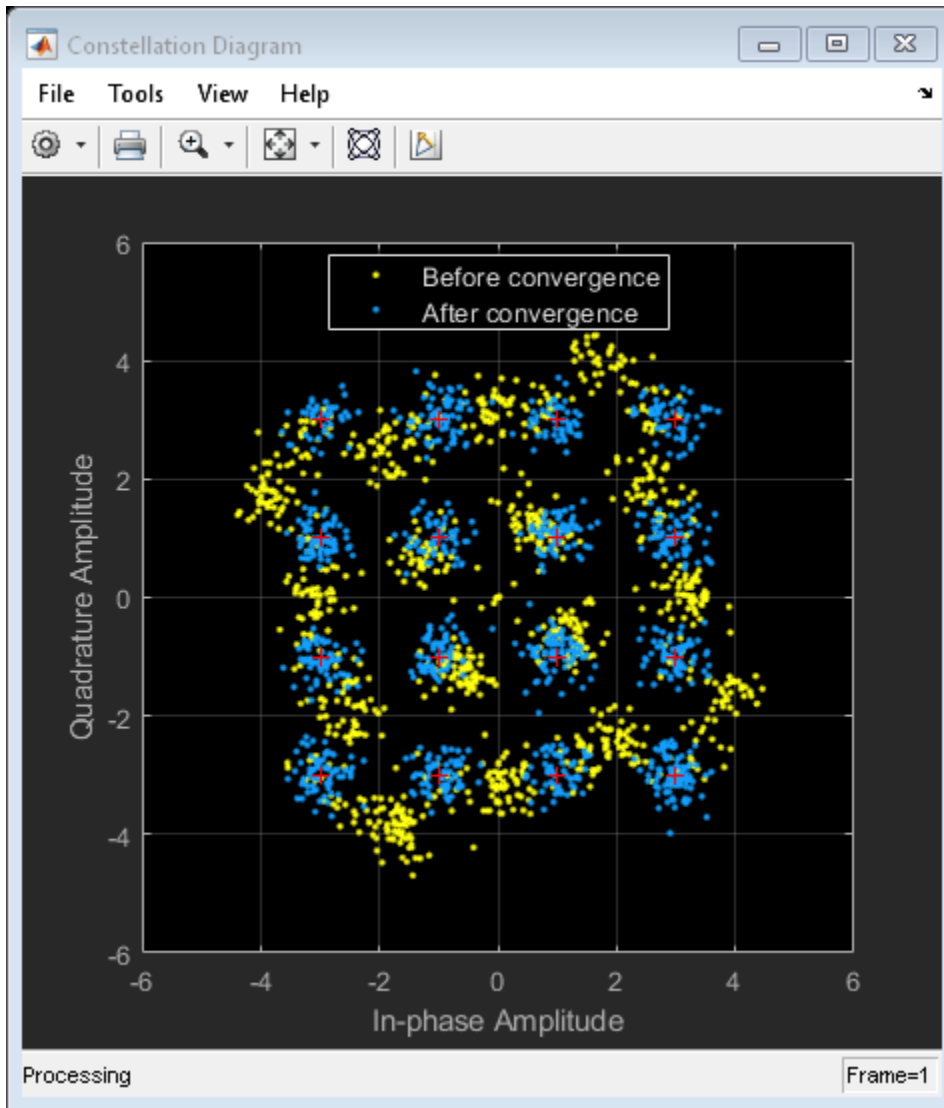 Constellation Diagram
File Tools View Help
6
Before convergence
After convergence
4
2
0
-2
-4
-6
Quadrature Amplitude
-6 -4 -2 0 2 4 6
In-phase Amplitude
Processing Frame=1